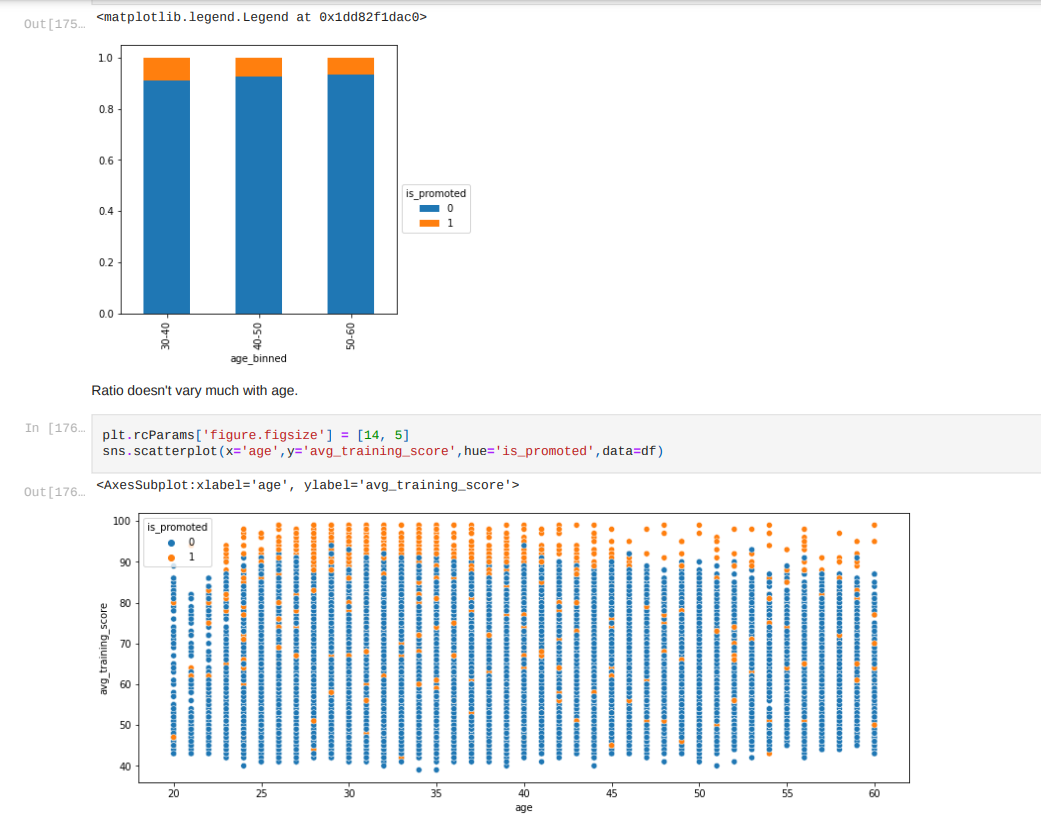 Out[175…
<matplotlib.legend.Legend at 0x1dd82f1dac0>
1.0
0.8
0.6
0.4
0.2
0.0
is_promoted
0
1
30-40
40-50
50-60
age_binned
Ratio doesn't vary much with age.
In [176…
plt.rcParams['figure.figsize'] = [14, 5]
sns.scatterplot(x='age',y='avg_training_score',hue='is_promoted',data=df)
Out[176…
<AxesSubplot:xlabel='age', ylabel='avg_training_score'>
is_promoted
0
1
100
90
80
70
60
50
40
avg_training_score
20
25
30
35
40
45
50
55
60
age